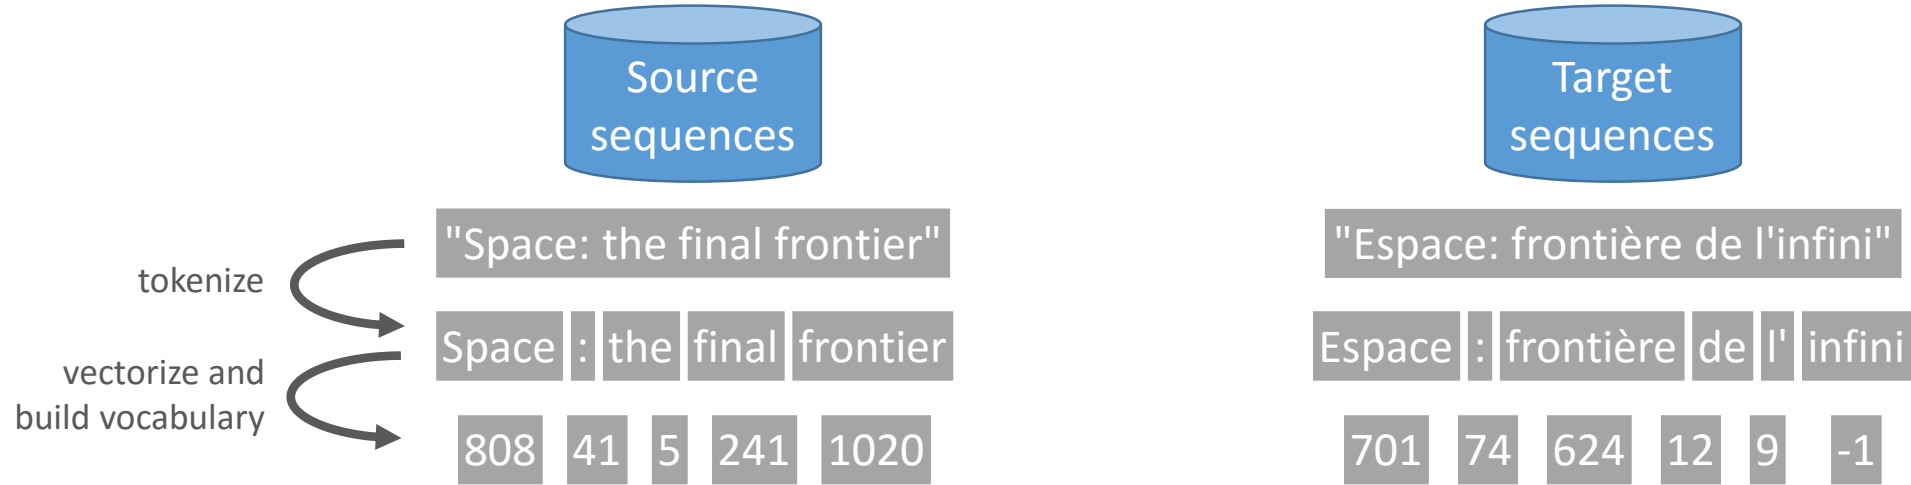 Source
sequences
Target
sequences
"Space: the final frontier"
"Espace: frontière de l'infini"
tokenize
Space : the final frontier
Espace : frontière de l' infini
vectorize and
build vocabulary
808 41 5 241 1020
701 74 624 12 9 -1